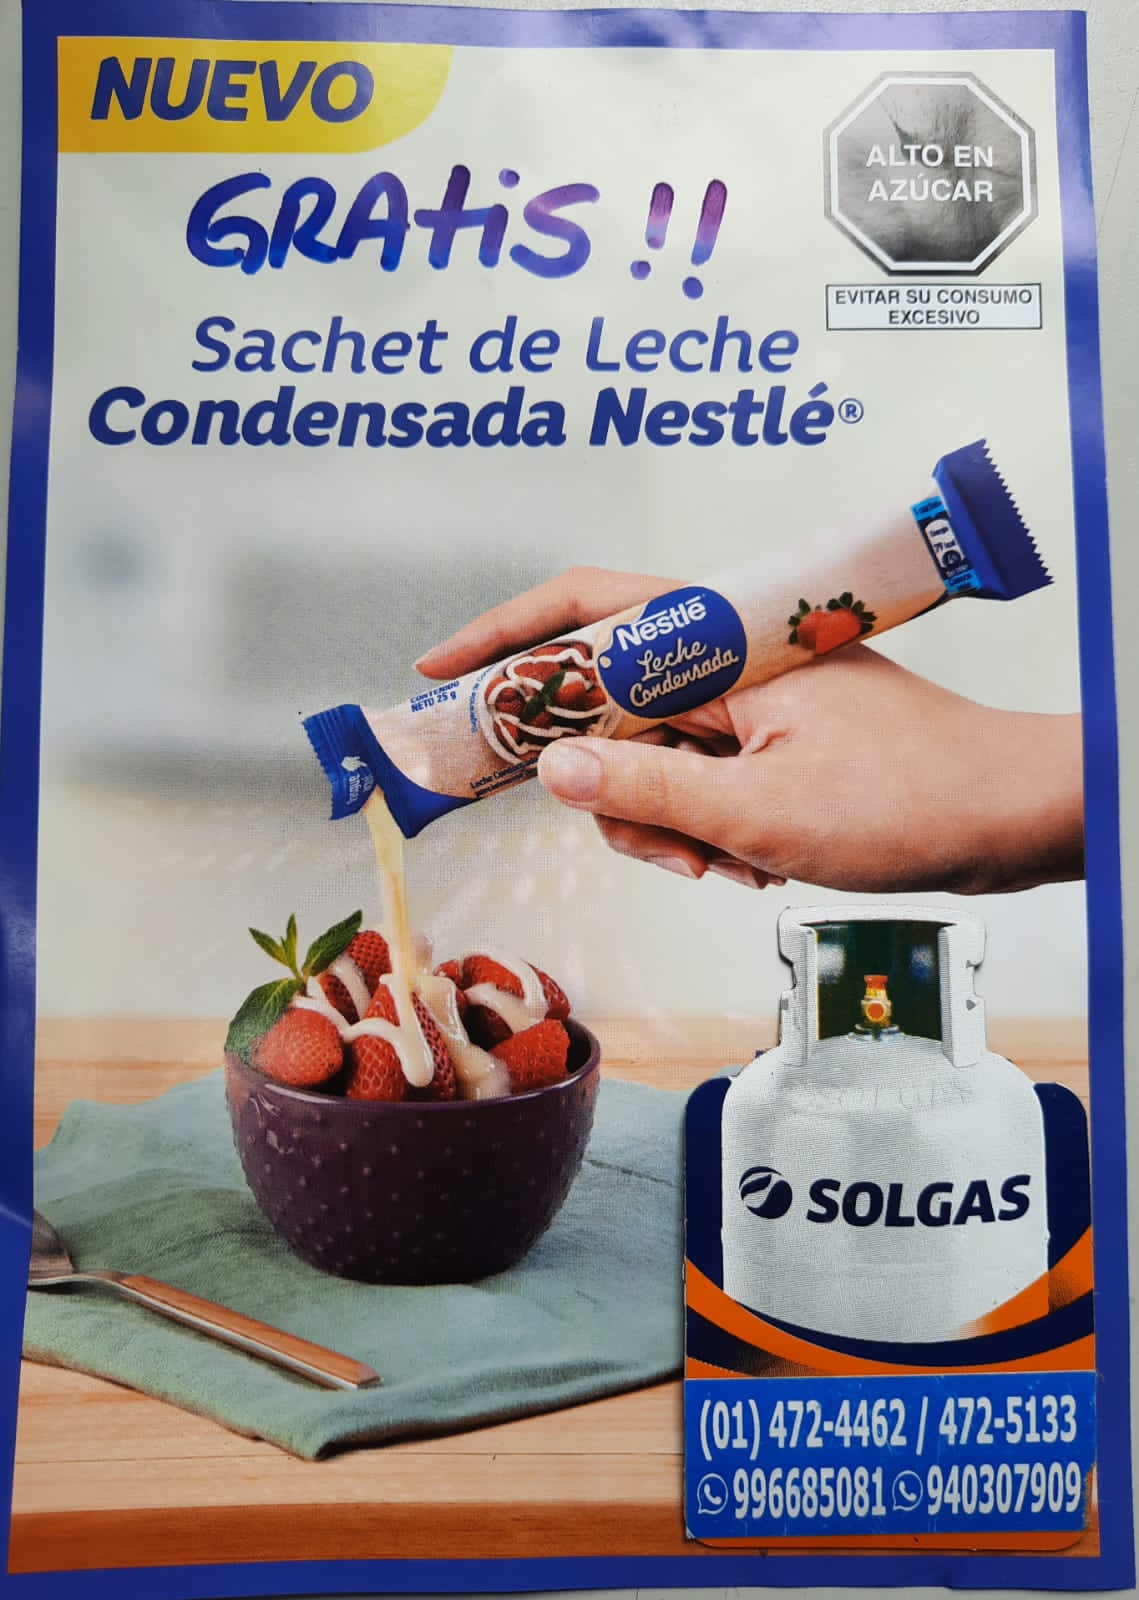 NUEVO
GRATIS !!
ALTO EN
AZÚCAR
EVITAR SU CONSUMO
EXCESIVO
Sachet de Leche
Condensada Nestlé®
Nestlé
Leche
Condensada
CONTENIDO
NETO 25 g
SOLGAS
(01) 472-4462 / 472-5133
996685081 940307909